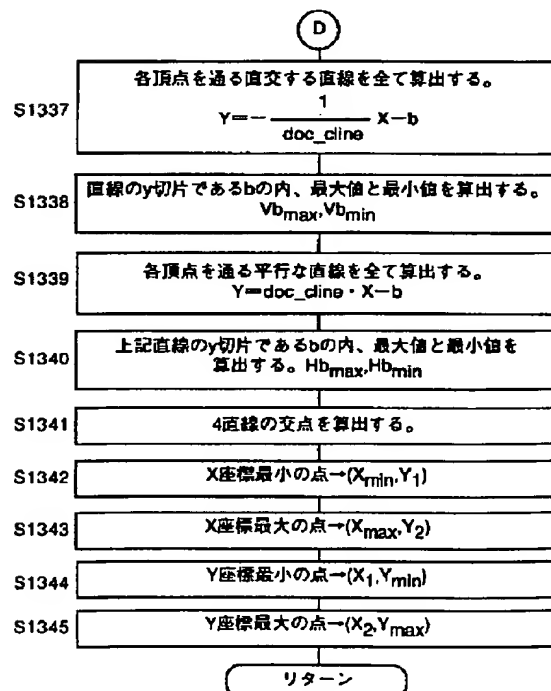 D
各頂点を通る直交する直線を全て算出する。
S1337
Y=- 1/doc_cline X-b
S1338
直線のy切片であるbの内、最大値と最小値を算出する。
Vbmax,Vbmin
S1339
各頂点を通る平行な直線を全て算出する。
Y=doc_cline・X-b
S1340
上記直線のy切片であるbの内、最大値と最小値を
算出する。Hbmax,Hbmin
S1341
4直線の交点を算出する。
S1342
X座標最小の点→(Xmin,Y1)
S1343
X座標最大の点→(Xmax,Y2)
S1344
Y座標最小の点→(X1,Ymin)
S1345
Y座標最大の点→(X2,Ymax)
リターン